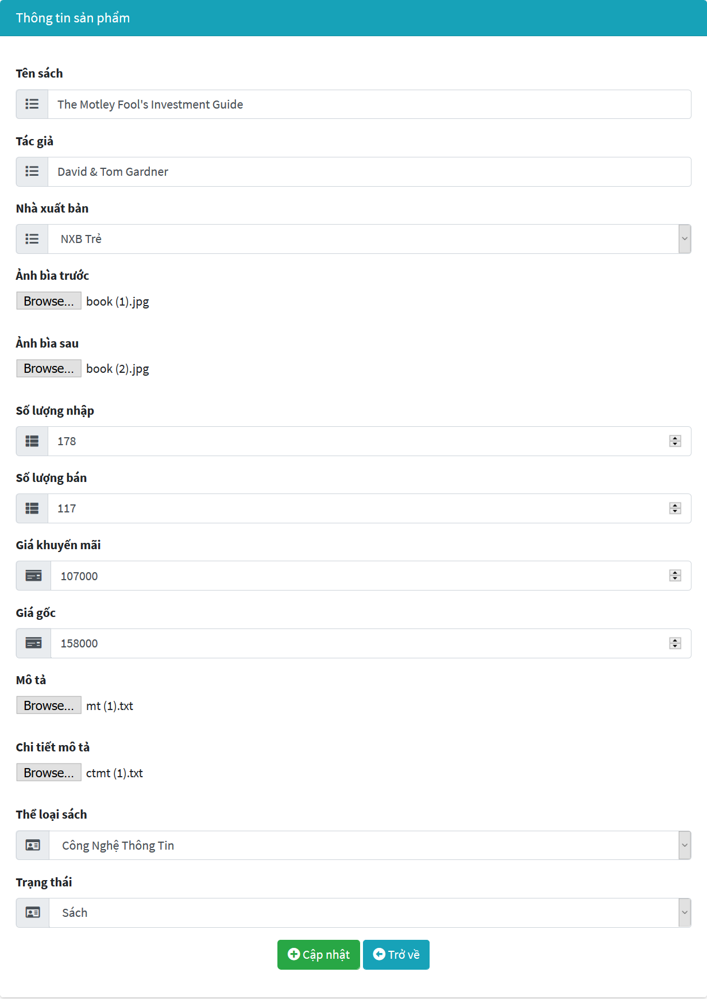 Thông tin sản phẩm
Tên sách
The Motley Fool's Investment Guide
Tác giả
David & Tom Gardner
Nhà xuất bản
NXB Trẻ
Ảnh bìa trước
Browse... book (1).jpg
Ảnh bìa sau
Browse... book (2).jpg
Số lượng nhập
178
Số lượng bán
117
Giá khuyến mãi
107000
Giá gốc
158000
Mô tả
Browse... mt (1).txt
Chi tiết mô tả
Browse... ctmt (1).txt
Thể loại sách
Công Nghệ Thông Tin
Trạng thái
Sách
Cập nhật Trở về